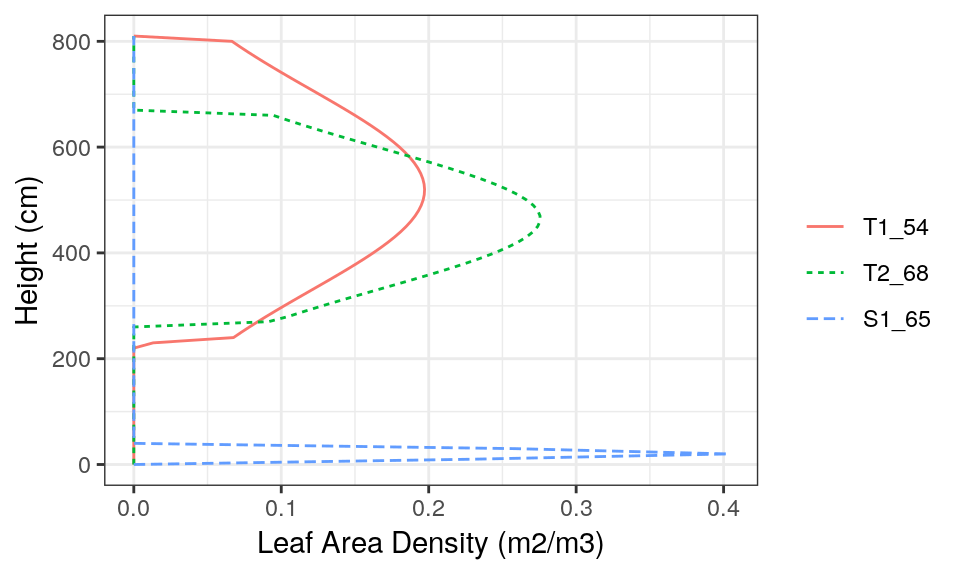 800
600
400
200
0
Height (cm)
0.0 0.1 0.2 0.3 0.4
Leaf Area Density (m2/m3)
T1_54
T2_68
S1_65